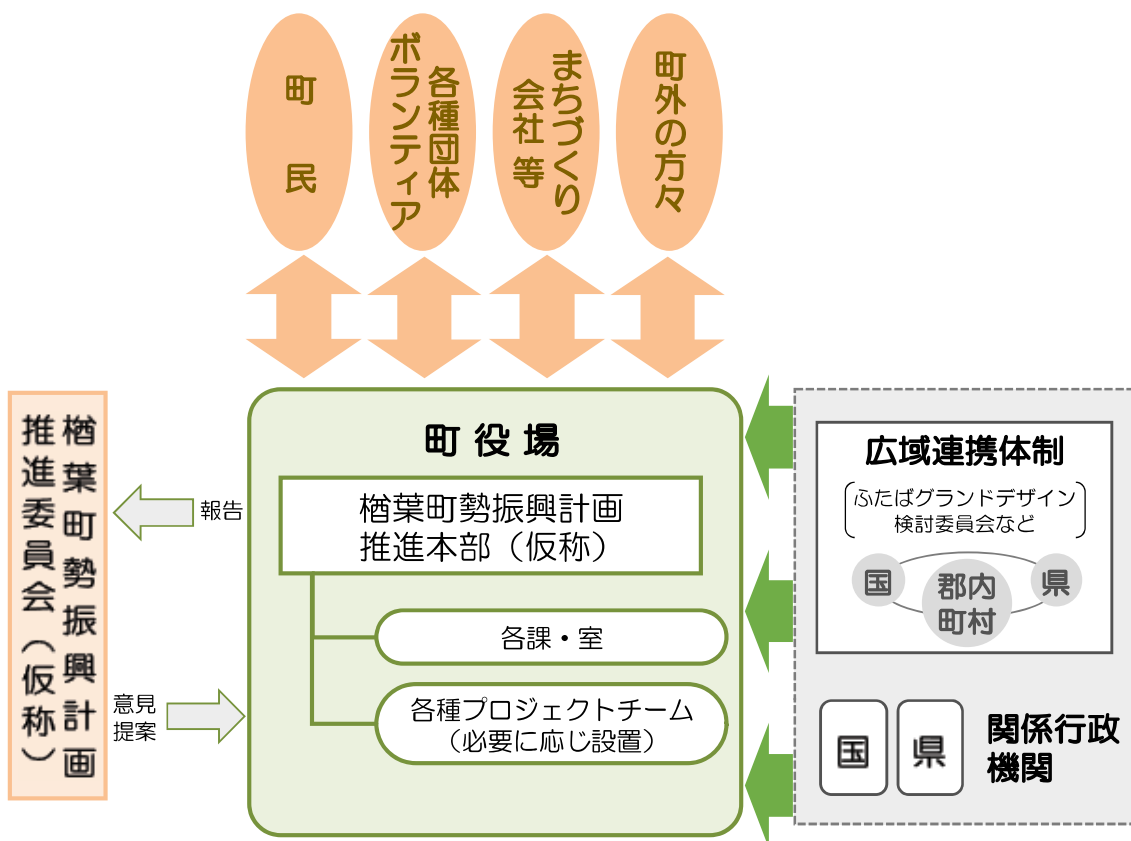 町民
各種団体
ボランティア
まちづくり
会社等
町外の方々
町役場
楢葉町勢振興計画
推進本部（仮称）
各課・室
各種プロジェクトチーム
（必要に応じ設置）
楢葉町勢振興計画
推進委員会（仮称）
報告
意見
提案
広域連携体制
ふたばグランドデザイン
検討委員会など
国
郡内
町村
県
国
県
関係行政
機関